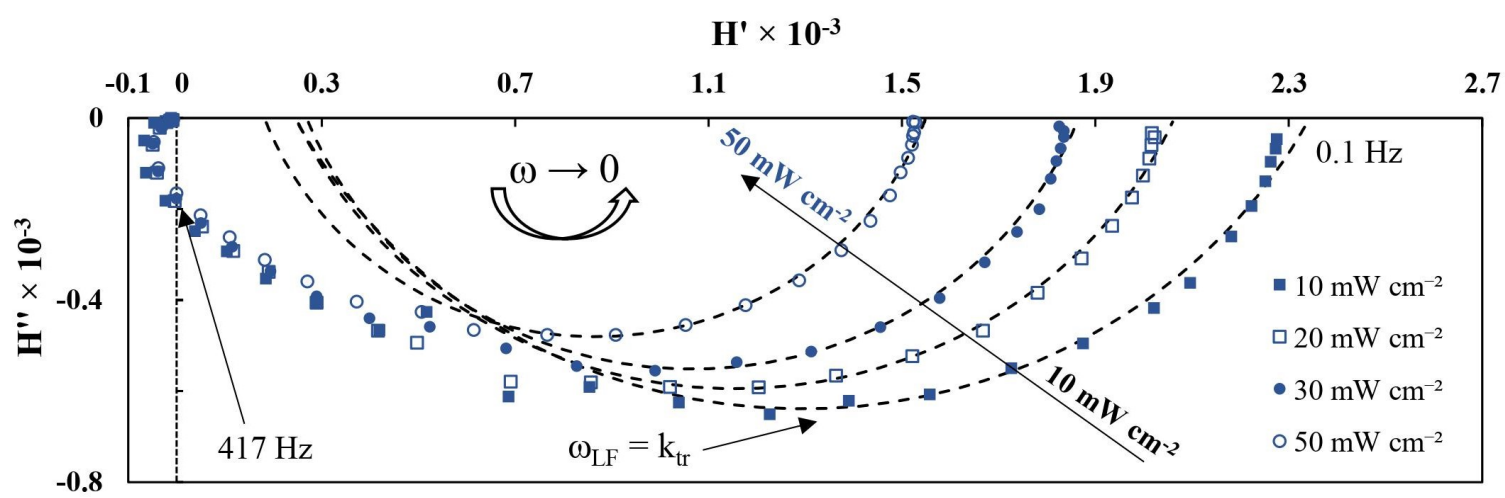 H' × 10⁻³
-0.1 0 0.3 0.7 1.1 1.5 1.9 2.3 2.7
0
-0.4
-0.8
H'' × 10⁻³
ω → 0
50 mW cm⁻²
0.1 Hz
10 mW cm⁻²
417 Hz
ω_LF = k_tr
10 mW cm⁻²
20 mW cm⁻²
30 mW cm⁻²
50 mW cm⁻²